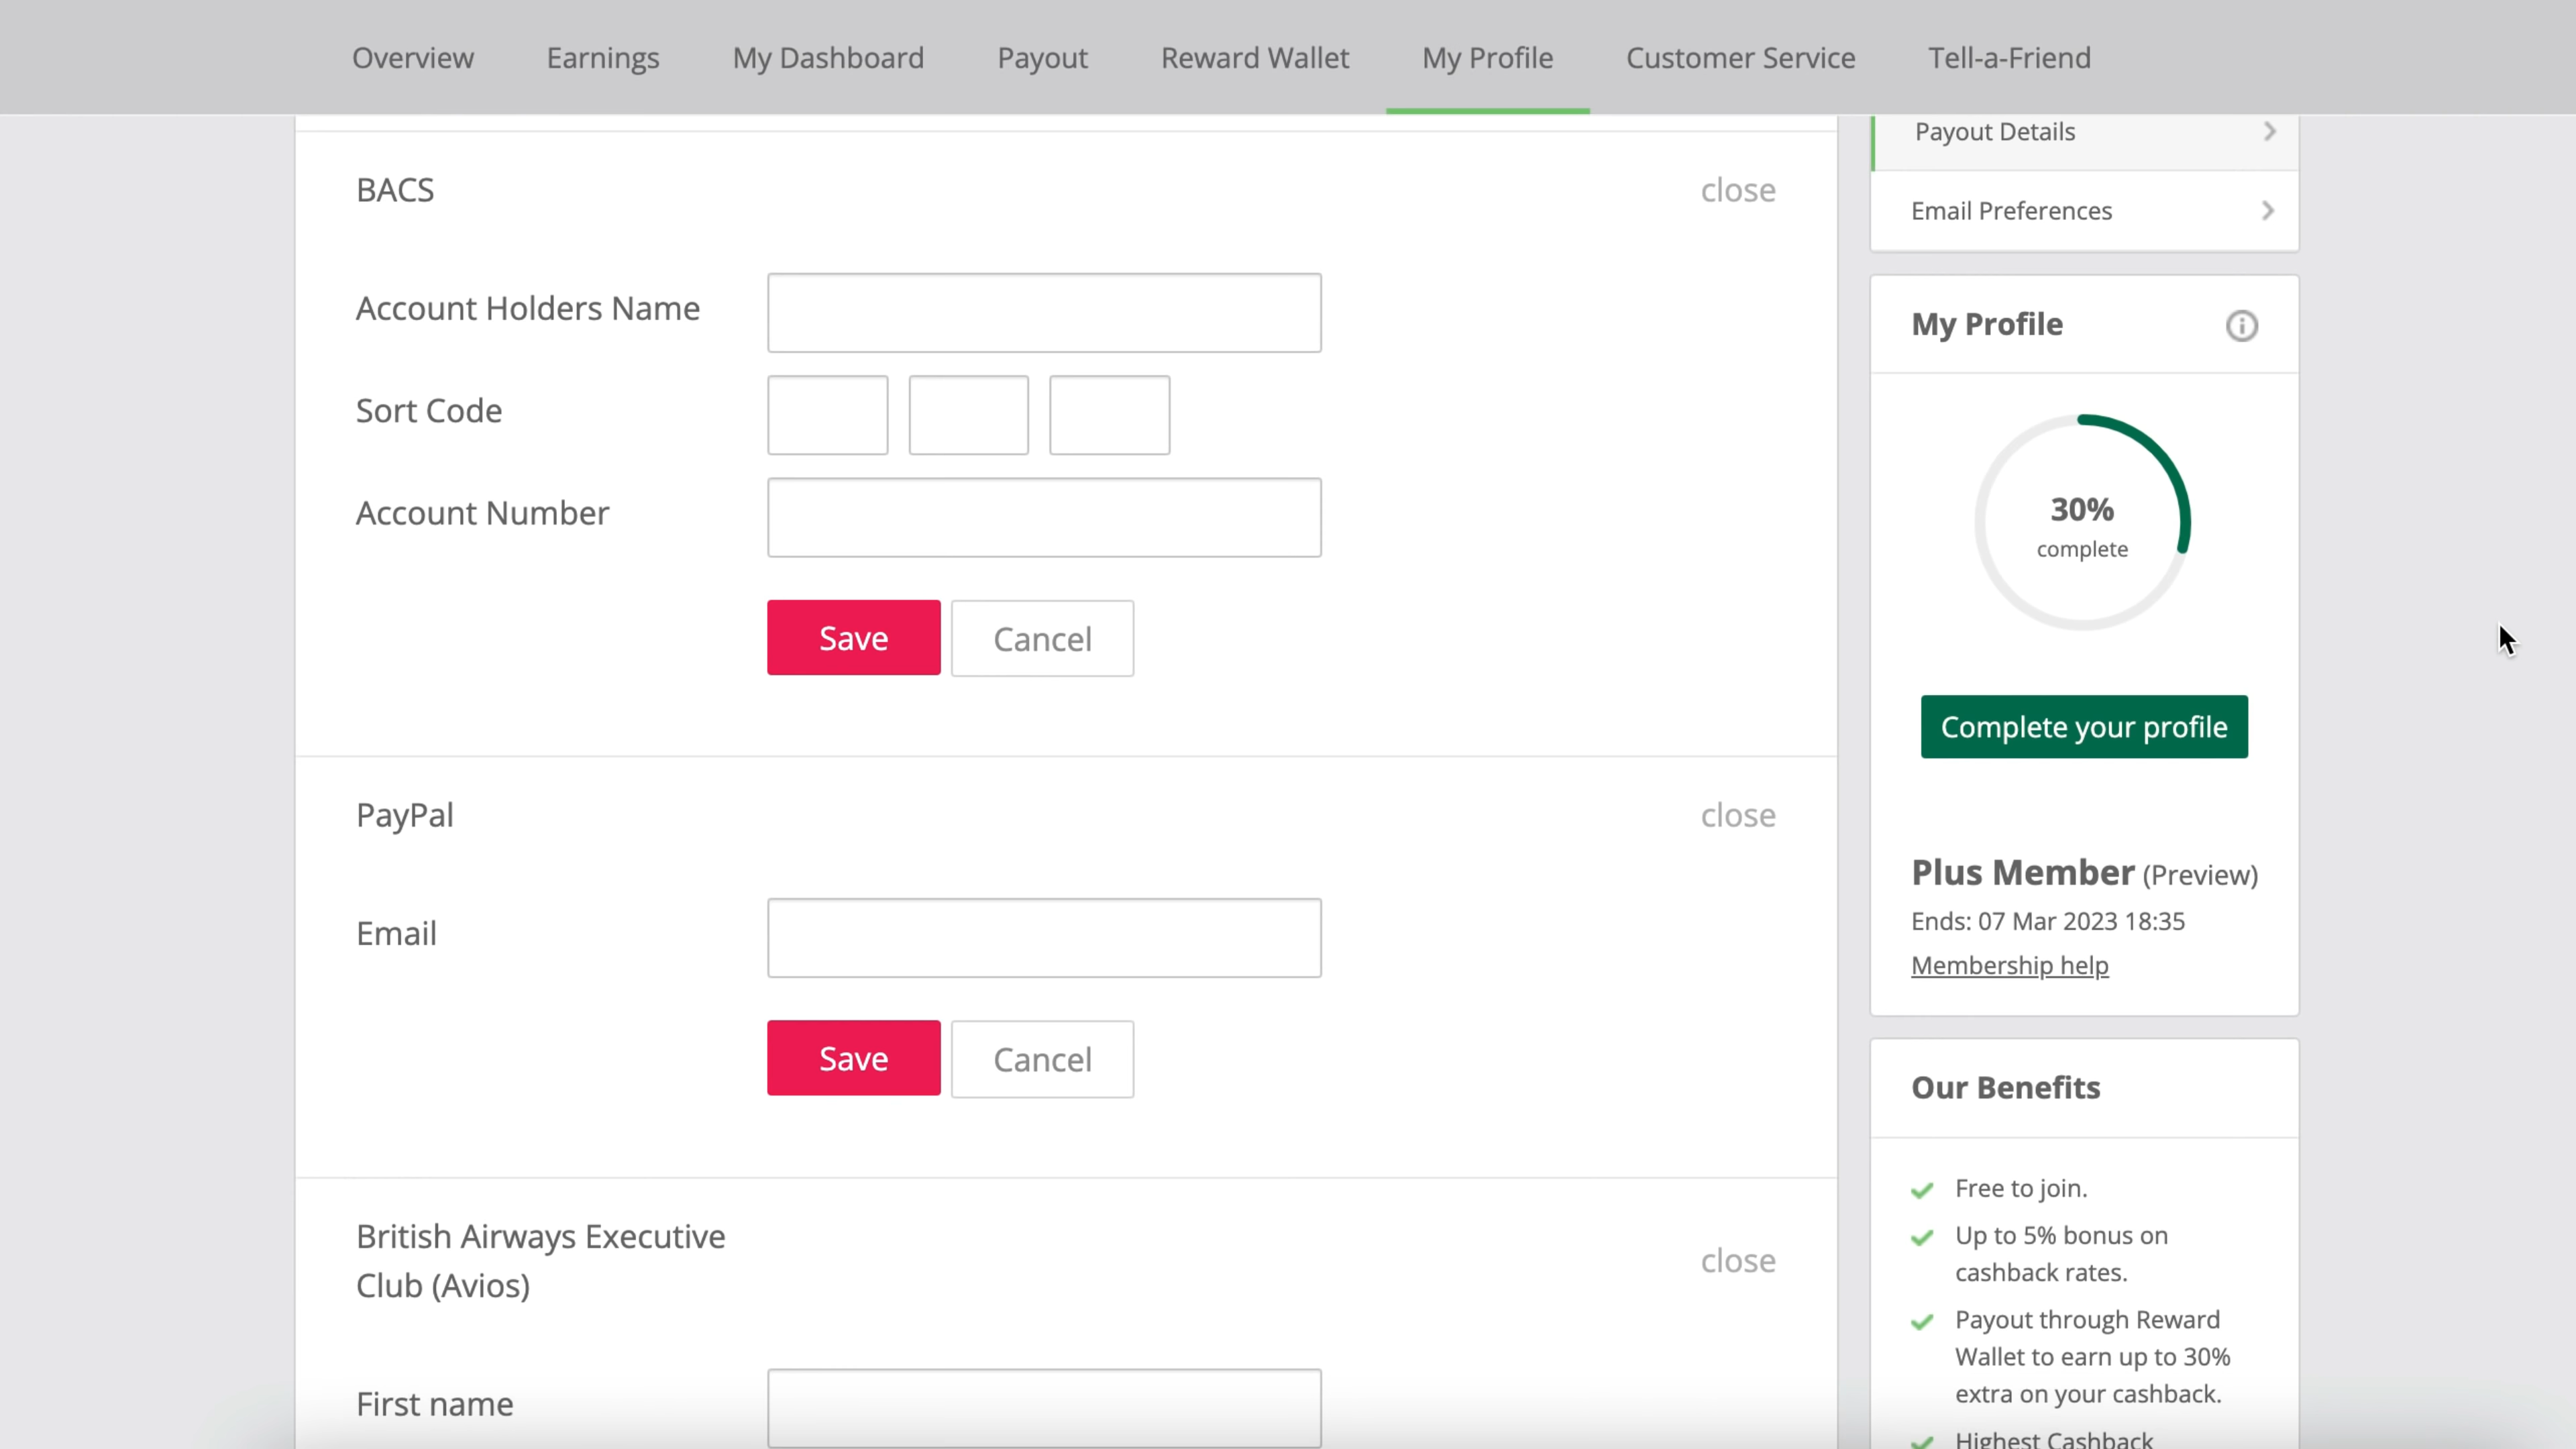 Overview Earnings My Dashboard Payout Reward Wallet My Profile Customer Service Tell-a-Friend
BACS
close
Account Holders Name
Sort Code
Account Number
Save Cancel
PayPal
close
Email
Save Cancel
British Airways Executive
Club (Avios)
close
First name
Payout Details
Email Preferences
My Profile
30%
complete
Complete your profile
Plus Member (Preview)
Ends: 07 Mar 2023 18:35
Membership help
Our Benefits
Free to join.
Up to 5% bonus on
cashback rates.
Payout through Reward
Wallet to earn up to 30%
extra on your cashback.
Highest Cashback